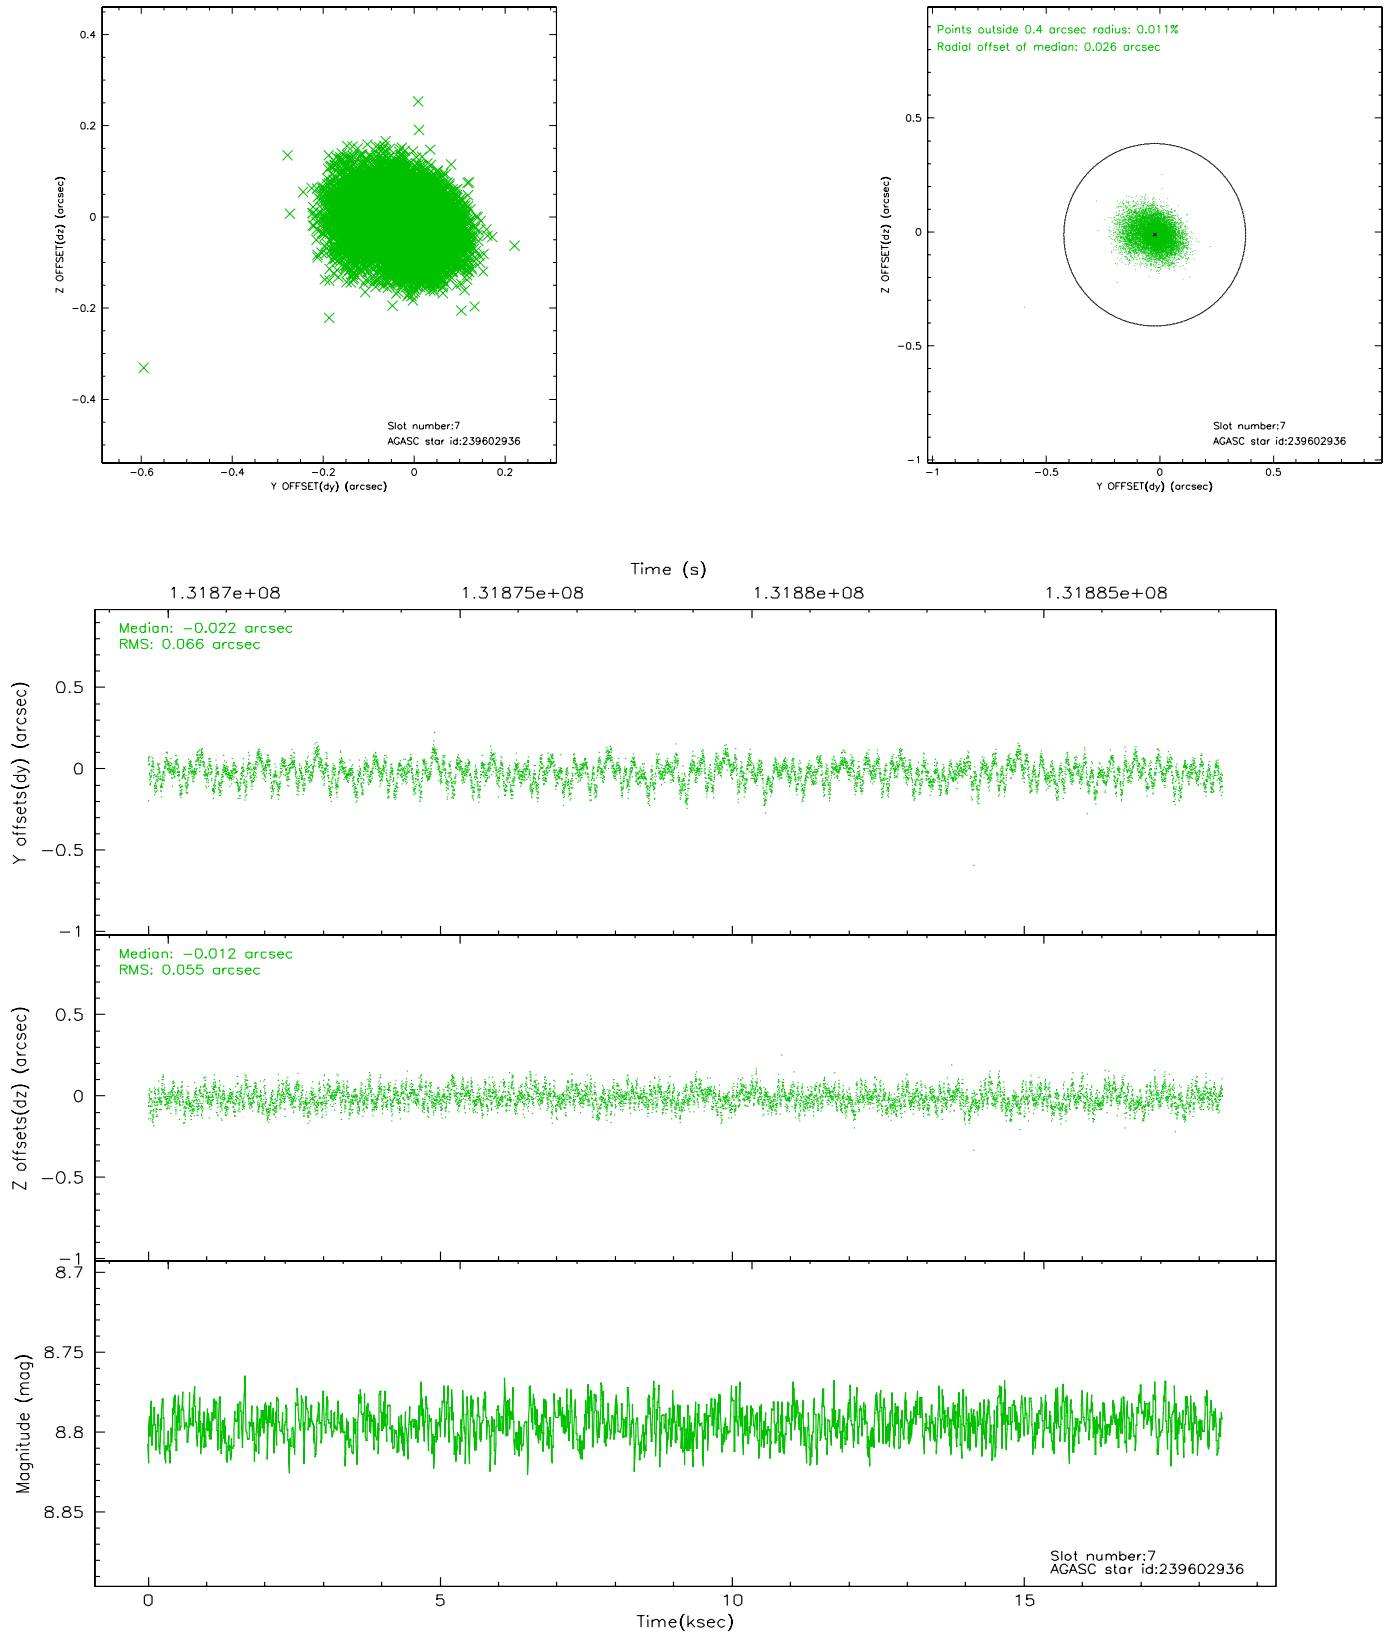 0.4
0.2
0
−0.2
−0.4
Z OFFSET(dz) (arcsec)
Slot number:7
AGASC star id:239602936
−0.6 −0.4 −0.2 0 0.2
Y OFFSET(dy) (arcsec)
Points outside 0.4 arcsec radius: 0.011%
Radial offset of median: 0.026 arcsec
0.5
0
−0.5
−1
Z OFFSET(dz) (arcsec)
Slot number:7
AGASC star id:239602936
−1 −0.5 0 0.5
Y OFFSET(dy) (arcsec)
Time (s)
1.3187e+08 1.31875e+08 1.3188e+08 1.31885e+08
Median: −0.022 arcsec
RMS: 0.066 arcsec
0.5
0
−0.5
−1
Y offsets(dy) (arcsec)
Median: −0.012 arcsec
RMS: 0.055 arcsec
0.5
0
−0.5
−1
Z offsets(dz) (arcsec)
8.7
8.75
8.8
8.85
Magnitude (mag)
Slot number:7
AGASC star id:239602936
0 5 10 15
Time(ksec)